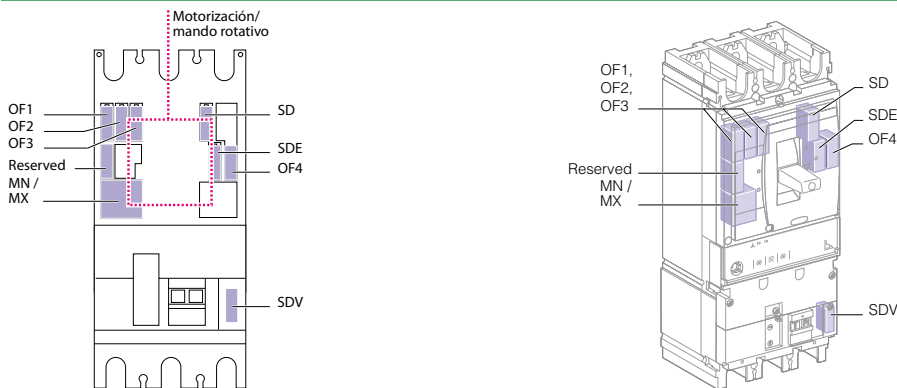 Motorización/
mando rotativo
OF1
OF2
OF3
Reserved
MN /
MX
SD
SDE
OF4
SDV
OF1,
OF2,
OF3
Reserved
MN /
MX
SD
SDE
OF4
SDV